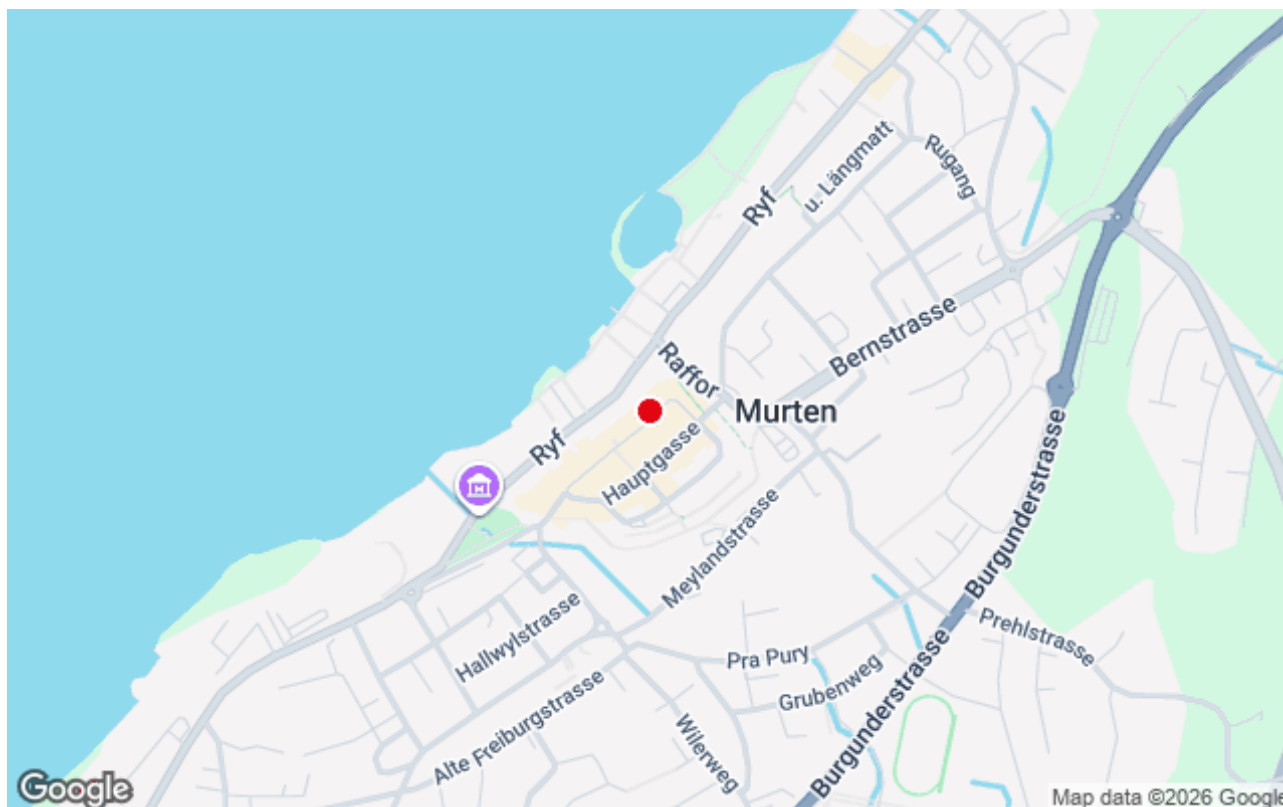 u. Längmatt
Rugang
Ryf
Bernstrasse
Raffor
Murten
Ryf
Hauptgasse
M
Burgunderstrasse
Meylandstrasse
Hallwylstrasse
Prehlstrasse
Pra Pury
Grubenweg
Alte Freiburgstrasse
Wilerweg
Burgunderstrasse
Google
Map data ©2026 Google